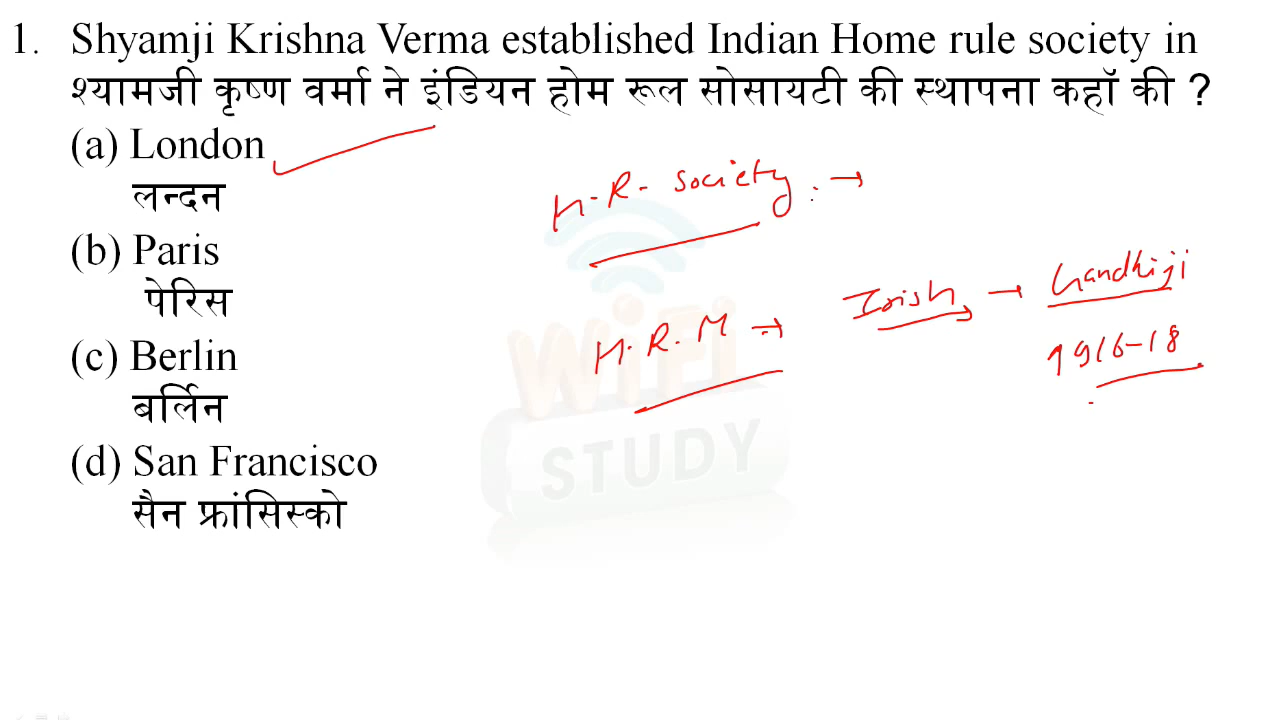 1. Shyamji Krishna Verma established Indian Home rule society in
श्यामजी कृष्ण वर्मा ने इंडियन होम रूल सोसायटी की स्थापना कहॉ की ?
(a) London
लन्दन
(b) Paris
पेरिस
(c) Berlin
बर्लिन
(d) San Francisco
सैन फ्रांसिस्को
H.R. society. →
H.R.M →
Irish → Gandhiji
1916-18
WiFi
STUDY